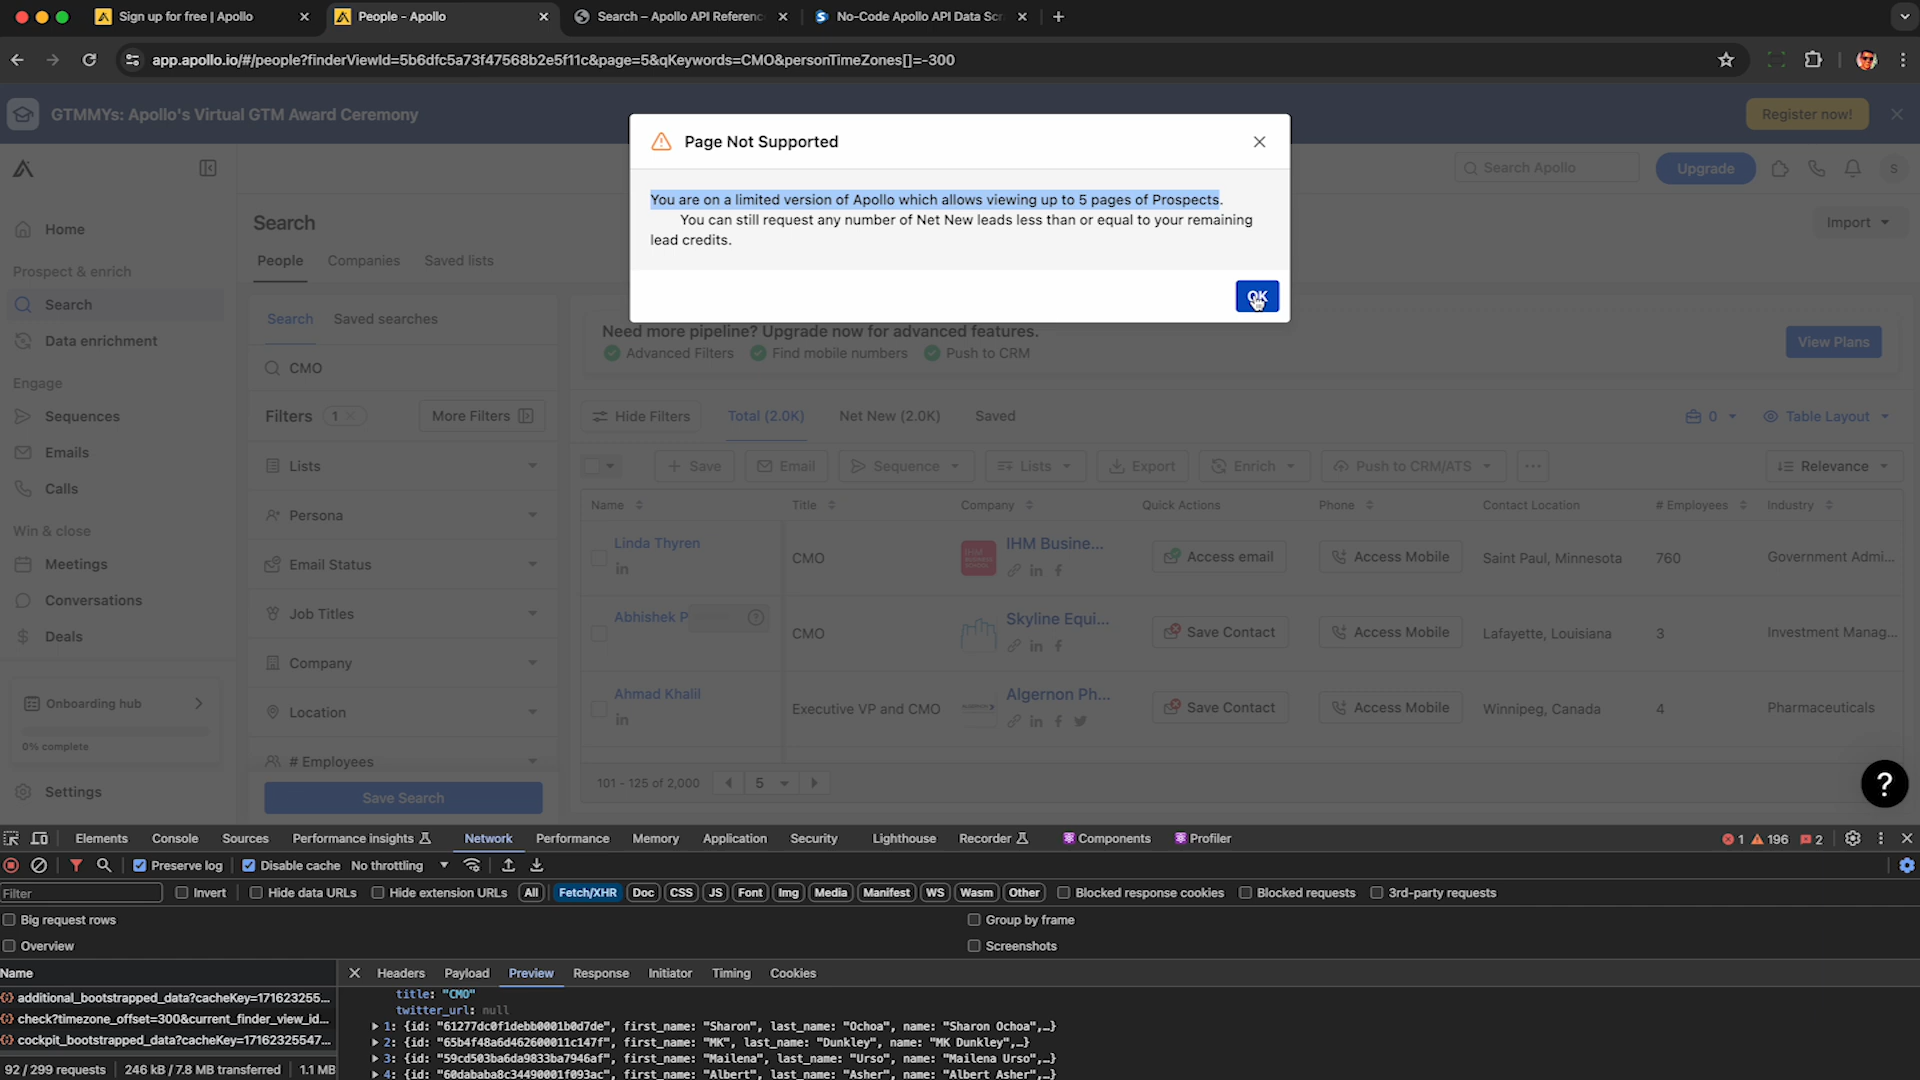 Sign up for free | Apollo
People - Apollo
Search – Apollo API Referenc
No-Code Apollo API Data Scr
app.apollo.io/#/people?finderViewId=5b6dfc5a73f47568b2e5f11c&page=5&qKeywords=CMO&personTimeZones[]=-300
GTMMYs: Apollo's Virtual GTM Award Ceremony
Register now!
Page Not Supported
You are on a limited version of Apollo which allows viewing up to 5 pages of Prospects.
You can still request any number of Net New leads less than or equal to your remaining
lead credits.
OK
Search Apollo
Upgrade
S
Home
Prospect & enrich
Search
Data enrichment
Engage
Sequences
Emails
Calls
Win & close
Meetings
Conversations
Deals
Onboarding hub
0% complete
Settings
Search
Import
People Companies Saved lists
Search Saved searches
CMO
Filters 1
More Filters
Lists
Persona
Email Status
Job Titles
Company
Location
# Employees
Save Search
Need more pipeline? Upgrade now for advanced features.
Advanced Filters Find mobile numbers Push to CRM
View Plans
Hide Filters Total (2.0K) Net New (2.0K) Saved 0 Table Layout
+ Save Email Sequence Lists Export Enrich Push to CRM/ATS ... Relevance
Name Title Company Quick Actions Phone Contact Location # Employees Industry
Linda Thyren CMO IHM Busine... Access email Access Mobile Saint Paul, Minnesota 760 Government Admi...
Abhishek P CMO Skyline Equi... Save Contact Access Mobile Lafayette, Louisiana 3 Investment Manag...
Ahmad Khalil Executive VP and CMO Algernon Ph... Save Contact Access Mobile Winnipeg, Canada 4 Pharmaceuticals
101 - 125 of 2,000 5
?
Elements Console Sources Performance insights Network Performance Memory Application Security Lighthouse Recorder Components Profiler 1 196 2
Preserve log Disable cache No throttling
Filter Invert Hide data URLs Hide extension URLs All Fetch/XHR Doc CSS JS Font Img Media Manifest WS Wasm Other Blocked response cookies Blocked requests 3rd-party requests
Big request rows Group by frame
Overview Screenshots
Name Headers Payload Preview Response Initiator Timing Cookies
additional_bootstrapped_data?cacheKey=171623255...
check?timezone_offset=300&current_finder_view_id...
cockpit_bootstrapped_data?cacheKey=17162325547...
title: "CMO"
twitter_url: null
1: {id: "61277dc0f1debb0001b0d7de", first_name: "Sharon", last_name: "Ochoa", name: "Sharon Ochoa",…}
2: {id: "65b4f48a6d462600011c147f", first_name: "MK", last_name: "Dunkley", name: "MK Dunkley",…}
3: {id: "59cd503ba6da9833ba7946af", first_name: "Mailena", last_name: "Urso", name: "Mailena Urso",…}
4: {id: "60dababa8c34490001f093ac", first_name: "Albert", last_name: "Asher", name: "Albert Asher",…}
92 / 299 requests 246 kB / 7.8 MB transferred 1.1 MB